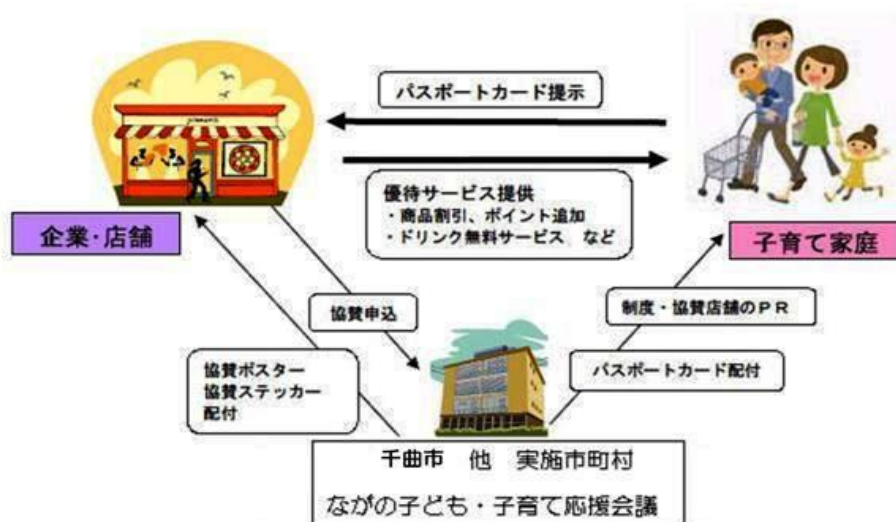 パスポートカード提示
優待サービス提供
・商品割引、ポイント追加
・ドリンク無料サービス など
企業・店舗
子育て家庭
協賛申込
制度・協賛店舗のPR
協賛ポスター
協賛ステッカー
配付
パスポートカード配付
千曲市 他 実施市町村
ながの子ども・子育て応援会議